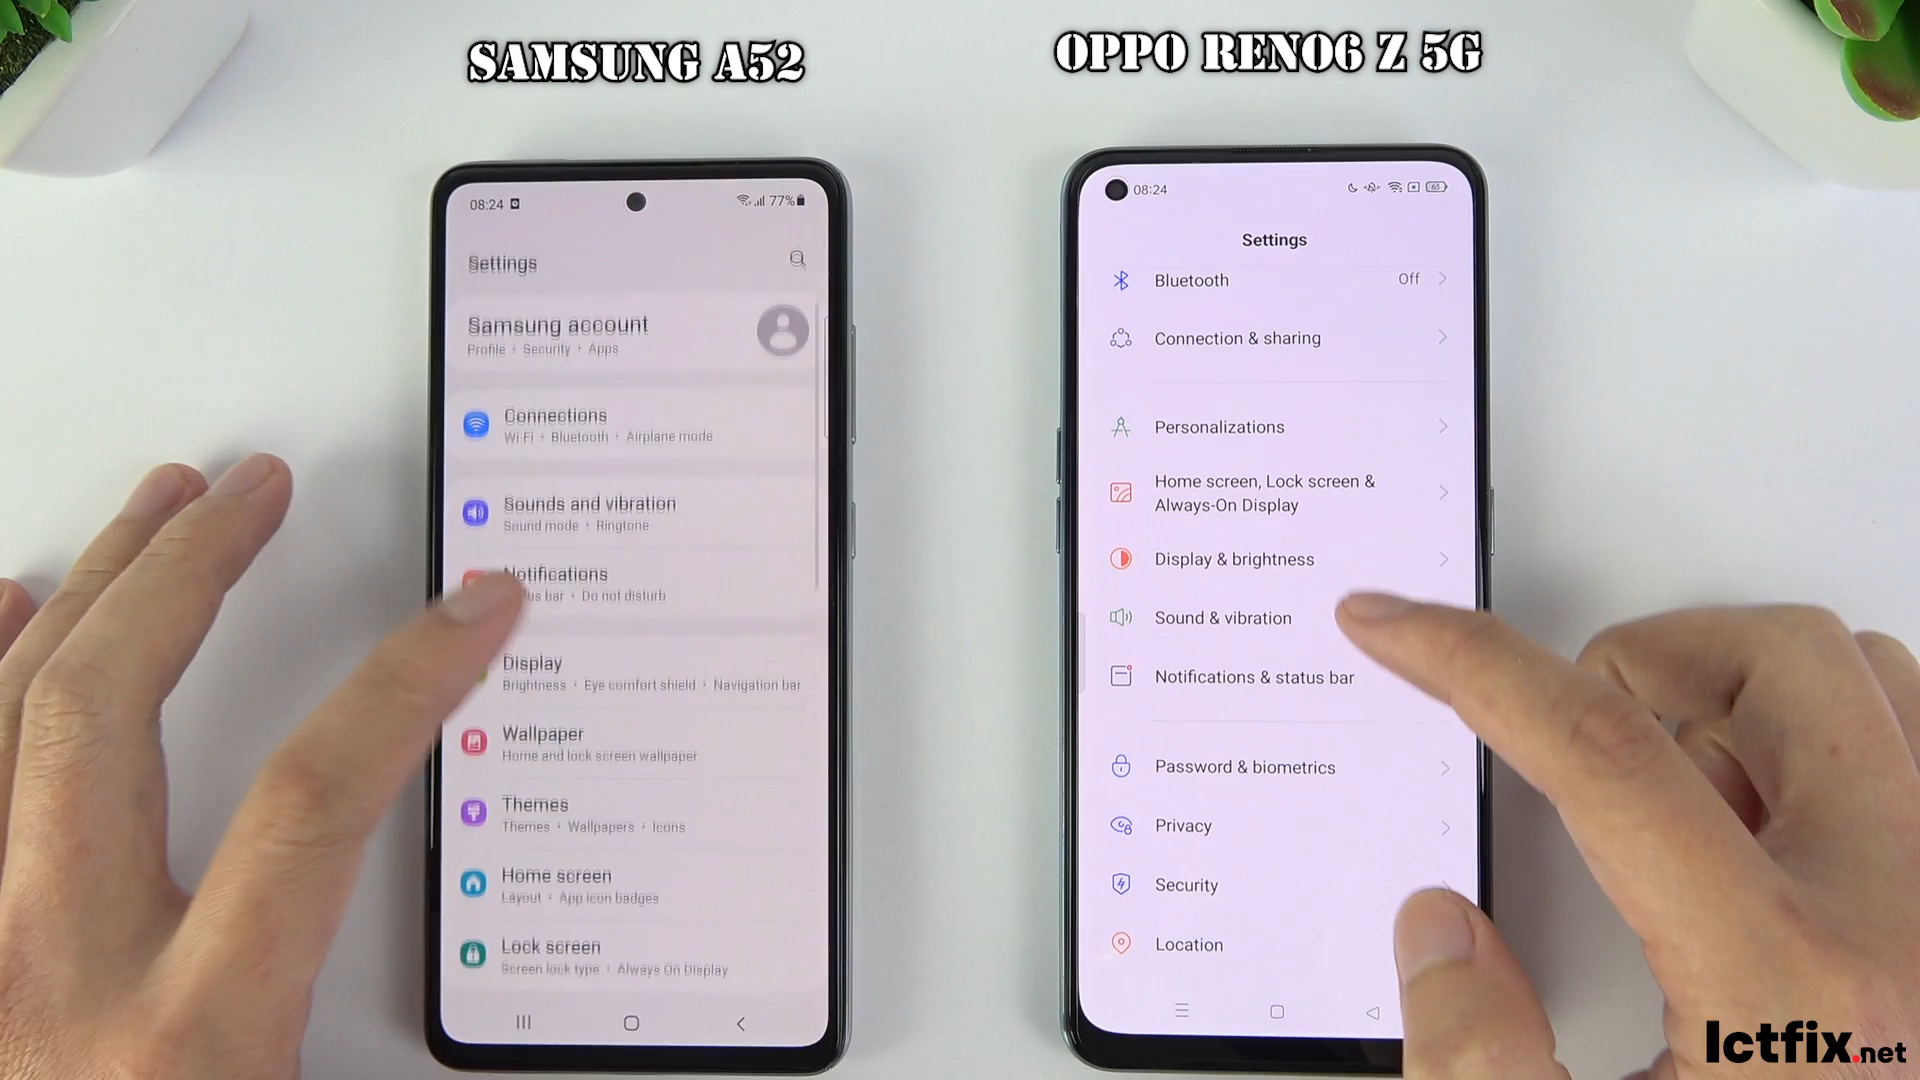 SAMSUNG A52
OPPO RENO6 Z 5G
08:24
77%
Settings
Samsung account
Profile · Security · Apps
Connections
Wi-Fi · Bluetooth · Airplane mode
Sounds and vibration
Sound mode · Ringtone
Notifications
us bar · Do not disturb
Display
Brightness · Eye comfort shield · Navigation bar
Wallpaper
Home and lock screen wallpaper
Themes
Themes · Wallpapers · Icons
Home screen
Layout · App icon badges
Lock screen
Screen lock type · Always On Display
08:24
63
Settings
Bluetooth Off
Connection & sharing
Personalizations
Home screen, Lock screen &
Always-On Display
Display & brightness
Sound & vibration
Notifications & status bar
Password & biometrics
Privacy
Security
Location
Ictfix.net